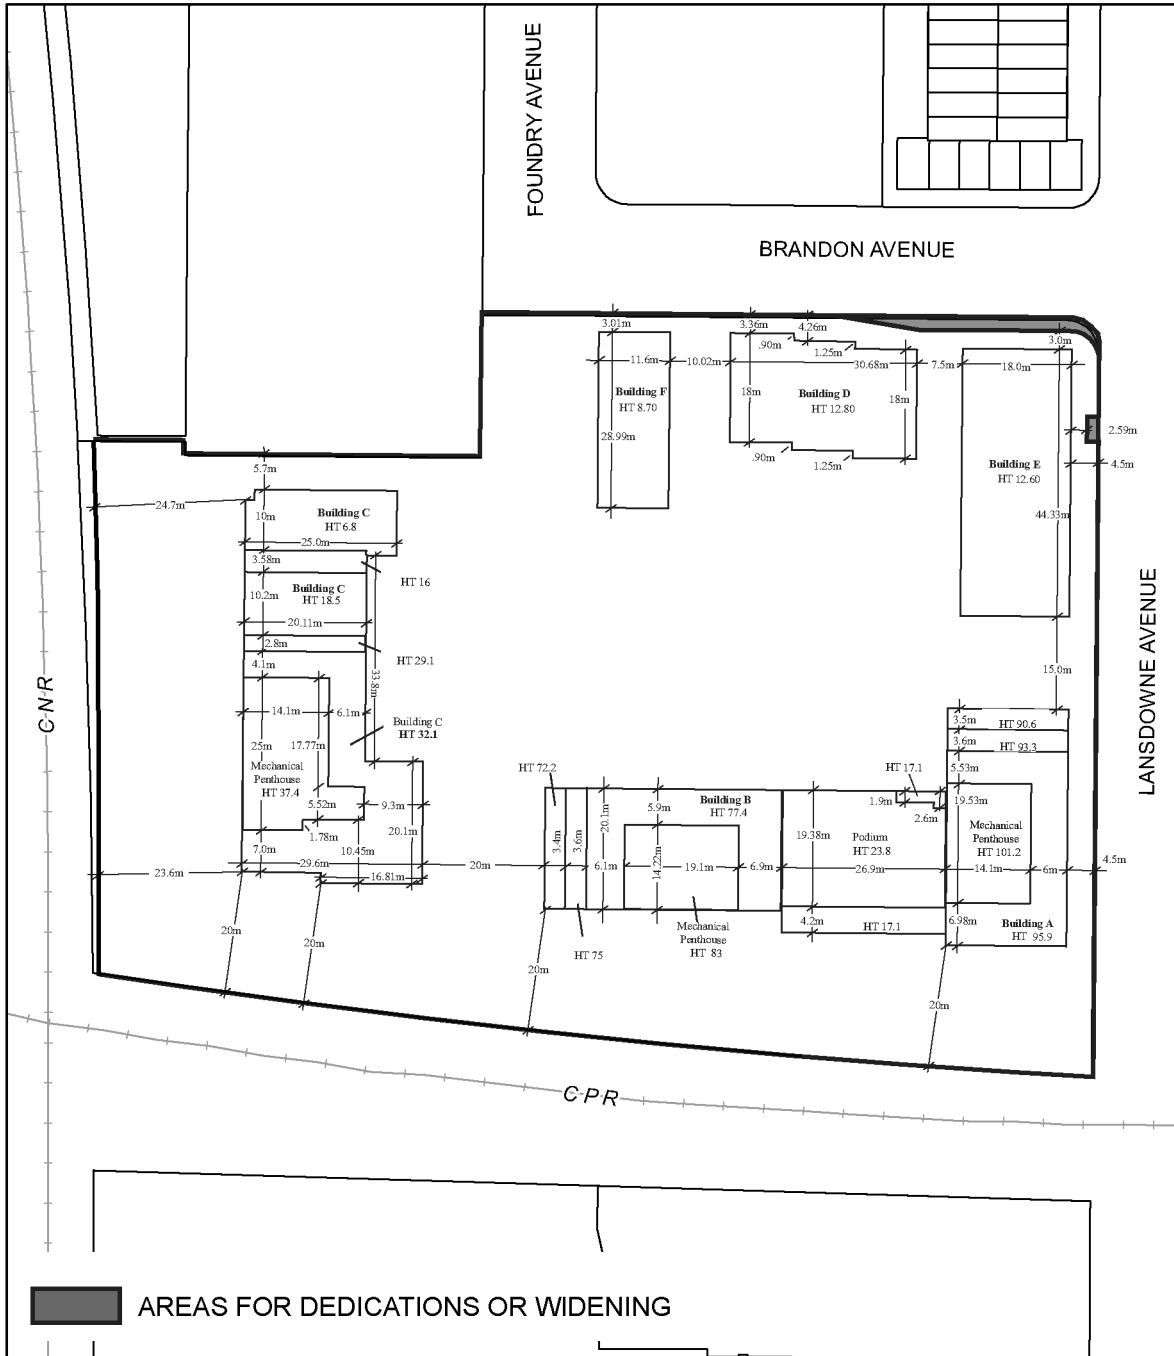 FOUNDRY AVENUE
BRANDON AVENUE
3.01m
3.36m
4.26m
3.0m
.90m
1.25m
11.6m
10.02m
30.68m
7.5m
18.0m
Building F
HT 8.70
18m
Building D
HT 12.80
18m
28.99m
.90m
1.25m
2.59m
4.5m
Building E
HT 12.60
44.33m
5.7m
24.7m
10m
Building C
HT 6.8
25.0m
3.58m
HT 16
10.2m
Building C
HT 18.5
20.11m
2.8m
HT 29.1
4.1m
33.8m
14.1m
6.1m
Building C
HT 32.1
25m
17.77m
Mechanical
Penthouse
HT 37.4
5.52m
9.3m
1.78m
20.1m
7.0m
10.45m
29.6m
16.81m
23.6m
20m
20m
20m
C-N-R
LANSDOWNE AVENUE
15.0m
3.5m
HT 90.6
3.6m
HT 93.3
5.53m
HT 72.2
HT 17.1
5.9m
Building B
HT 77.4
1.9m
2.6m
19.53m
20.1m
3.4m
3.6m
19.38m
Podium
HT 23.8
Mechanical
Penthouse
HT 101.2
6.1m
14.22m
19.1m
6.9m
26.9m
14.1m
6m
4.5m
4.2m
HT 17.1
6.98m
Building A
HT 95.9
Mechanical
Penthouse
HT 83
HT 75
20m
20m
C P R
AREAS FOR DEDICATIONS OR WIDENING